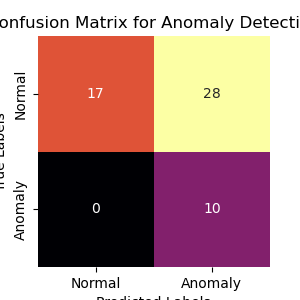 onfusion Matrix for Anomaly Detecti
Normal
17
28
True Labels
Anomaly
0
10
Normal
Anomaly
Predicted Labels